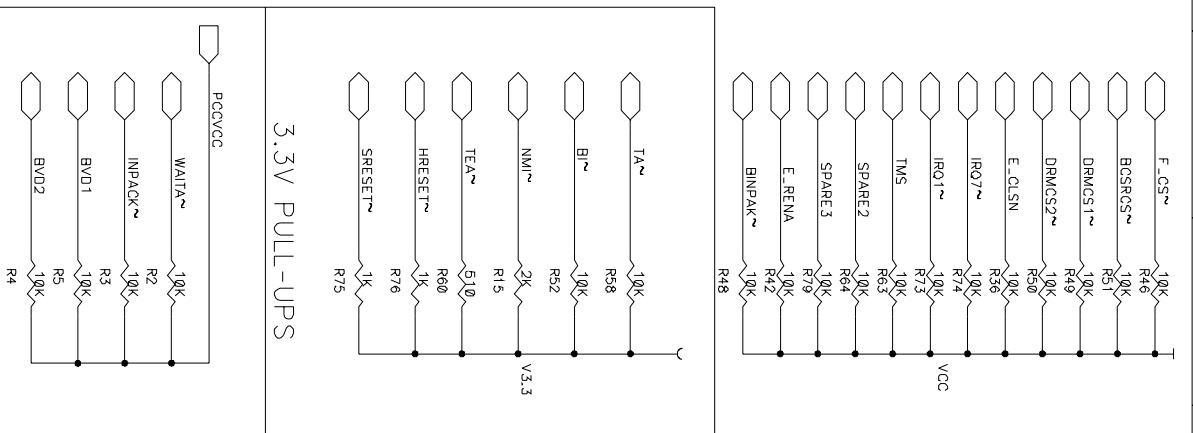 F_CS~ 10K
R46
BCSRCS~ 10K
R51
DRMCS1~ 10K
R49
DRMCS2~ 10K
R50
E_CLSN 10K
R36
IRQ7~ 10K
R74
VCC
IRQ1~ 10K
R73
TMS 10K
R63
SPARE2 10K
R64
SPARE3 10K
R79
E_RENA 10K
R42
BINPAK~ 10K
R48
TA~ 10K
R58
BI~ 10K
R52
V3.3
NMI~ 2K
R15
TEA~ 510
R60
HRESET~ 1K
R76
SRESET~ 1K
R75
3.3V PULL-UPS
PCCVCC
WAITA~ 10K
R2
INPACK~ 10K
R3
BVD1 10K
R5
BVD2 10K
R4